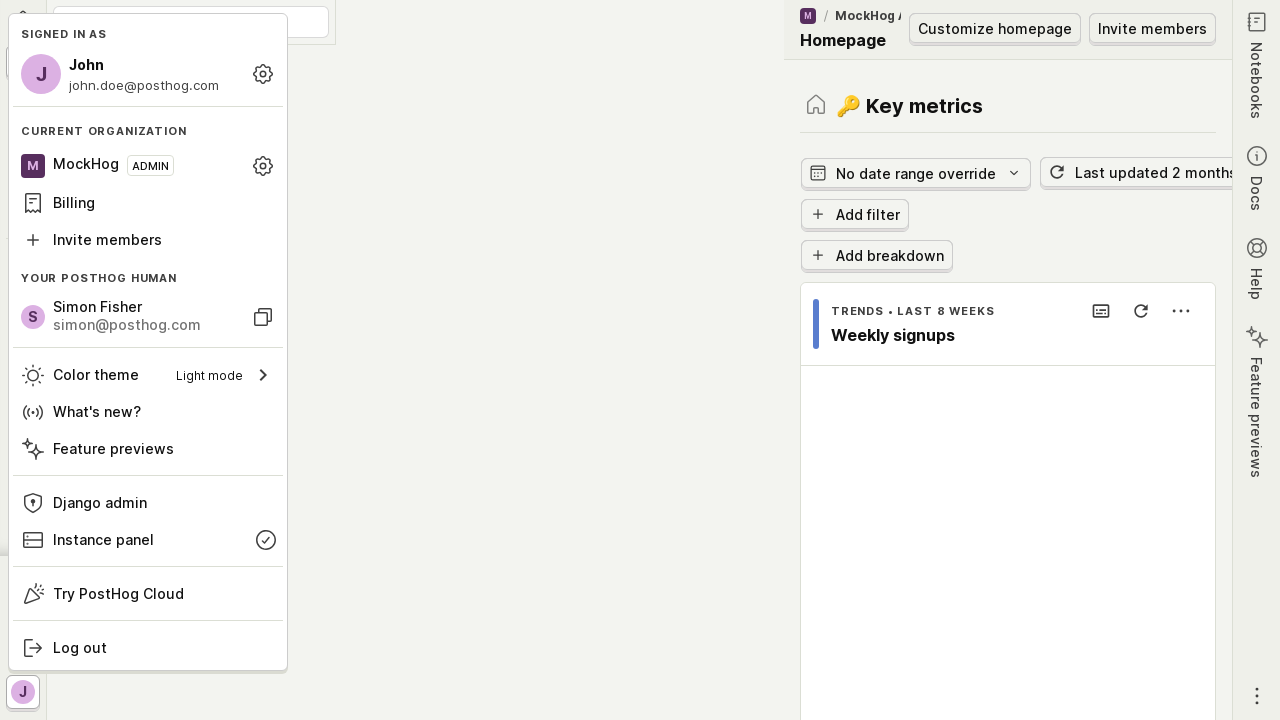 SIGNED IN AS
J
John
john.doe@posthog.com
CURRENT ORGANIZATION
M
MockHog
ADMIN
Billing
Invite members
YOUR POSTHOG HUMAN
S
Simon Fisher
simon@posthog.com
Color theme
Light mode
What's new?
Feature previews
Django admin
Instance panel
Try PostHog Cloud
Log out
J
M
/
MockHog A
Homepage
Customize homepage
Invite members
🔑 Key metrics
No date range override
Last updated 2 months
Add filter
Add breakdown
TRENDS • LAST 8 WEEKS
Weekly signups
Notebooks
Docs
Help
Feature previews